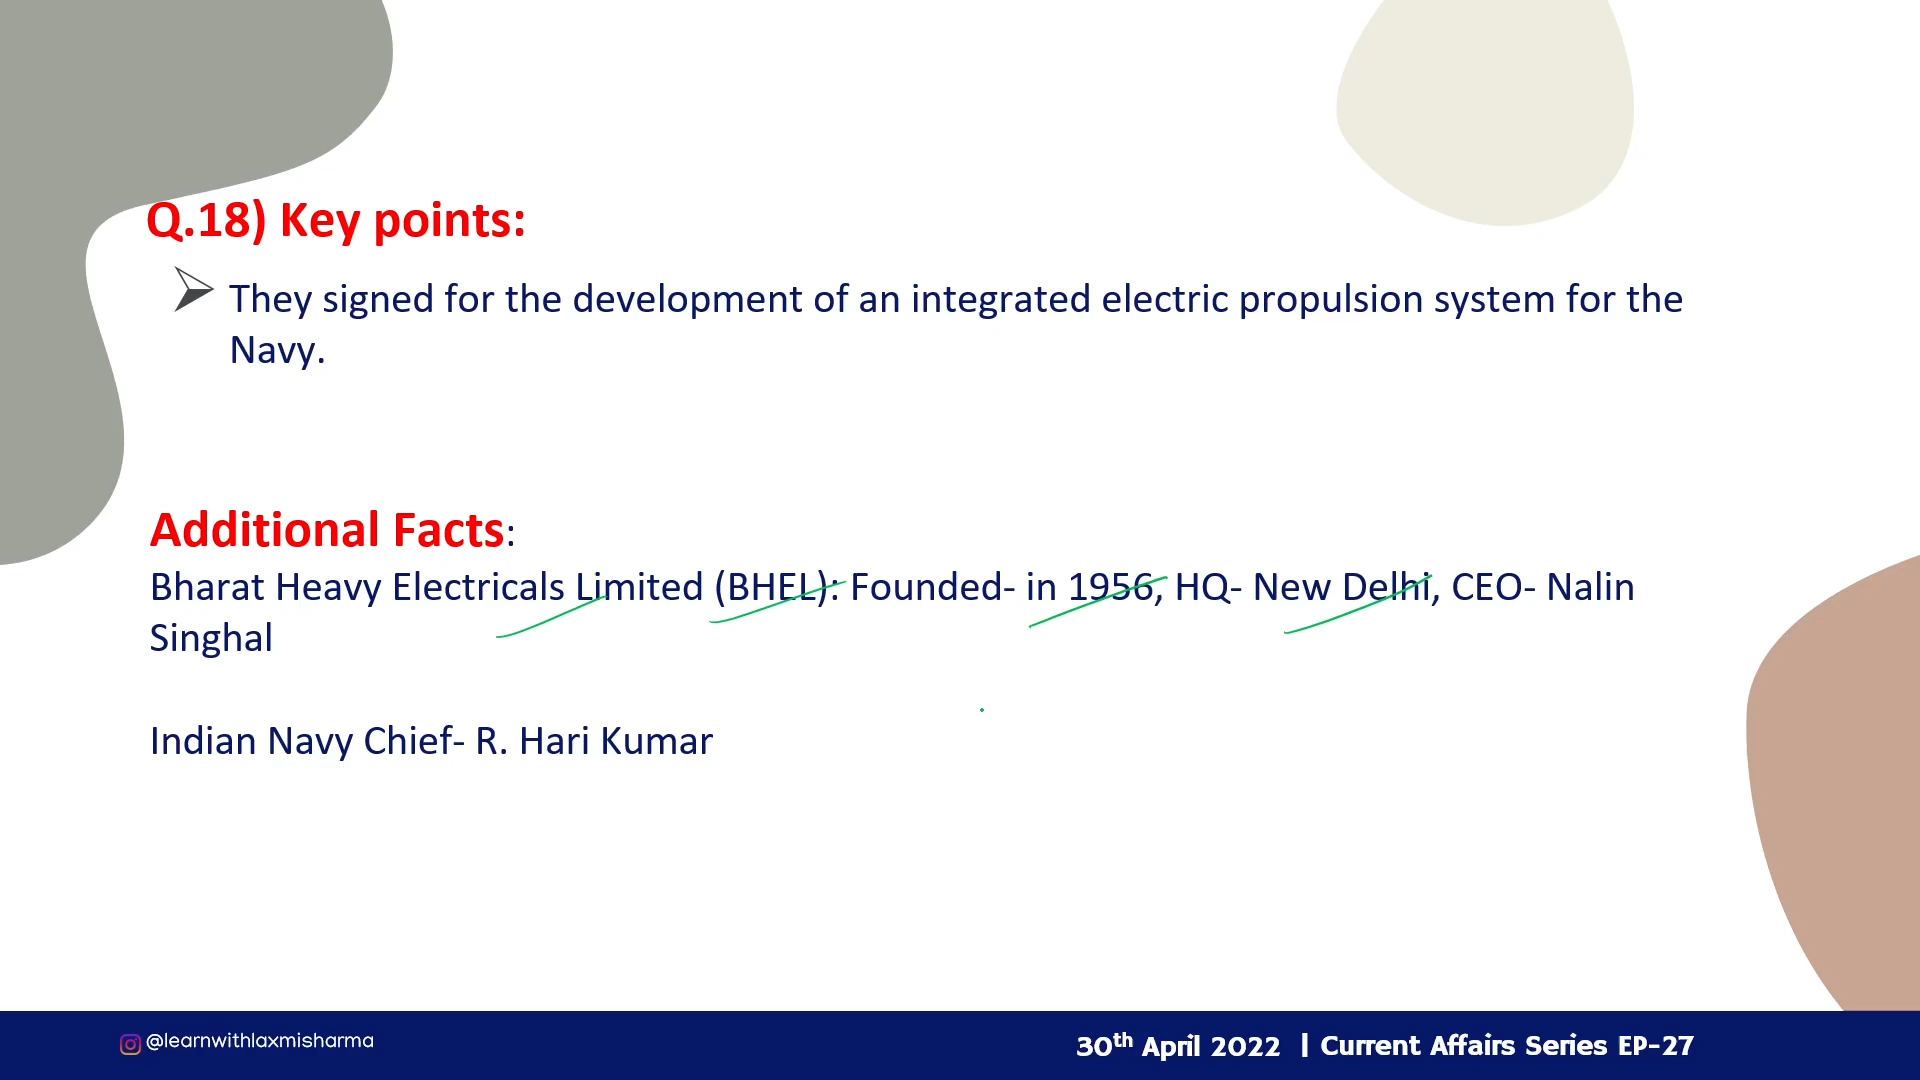 Q.18) Key points:
They signed for the development of an integrated electric propulsion system for the
Navy.
Additional Facts:
Bharat Heavy Electricals Limited (BHEL): Founded- in 1956, HQ- New Delhi, CEO- Nalin
Singhal
Indian Navy Chief- R. Hari Kumar
@learnwithlaxmisharma
30th April 2022 | Current Affairs Series EP-27